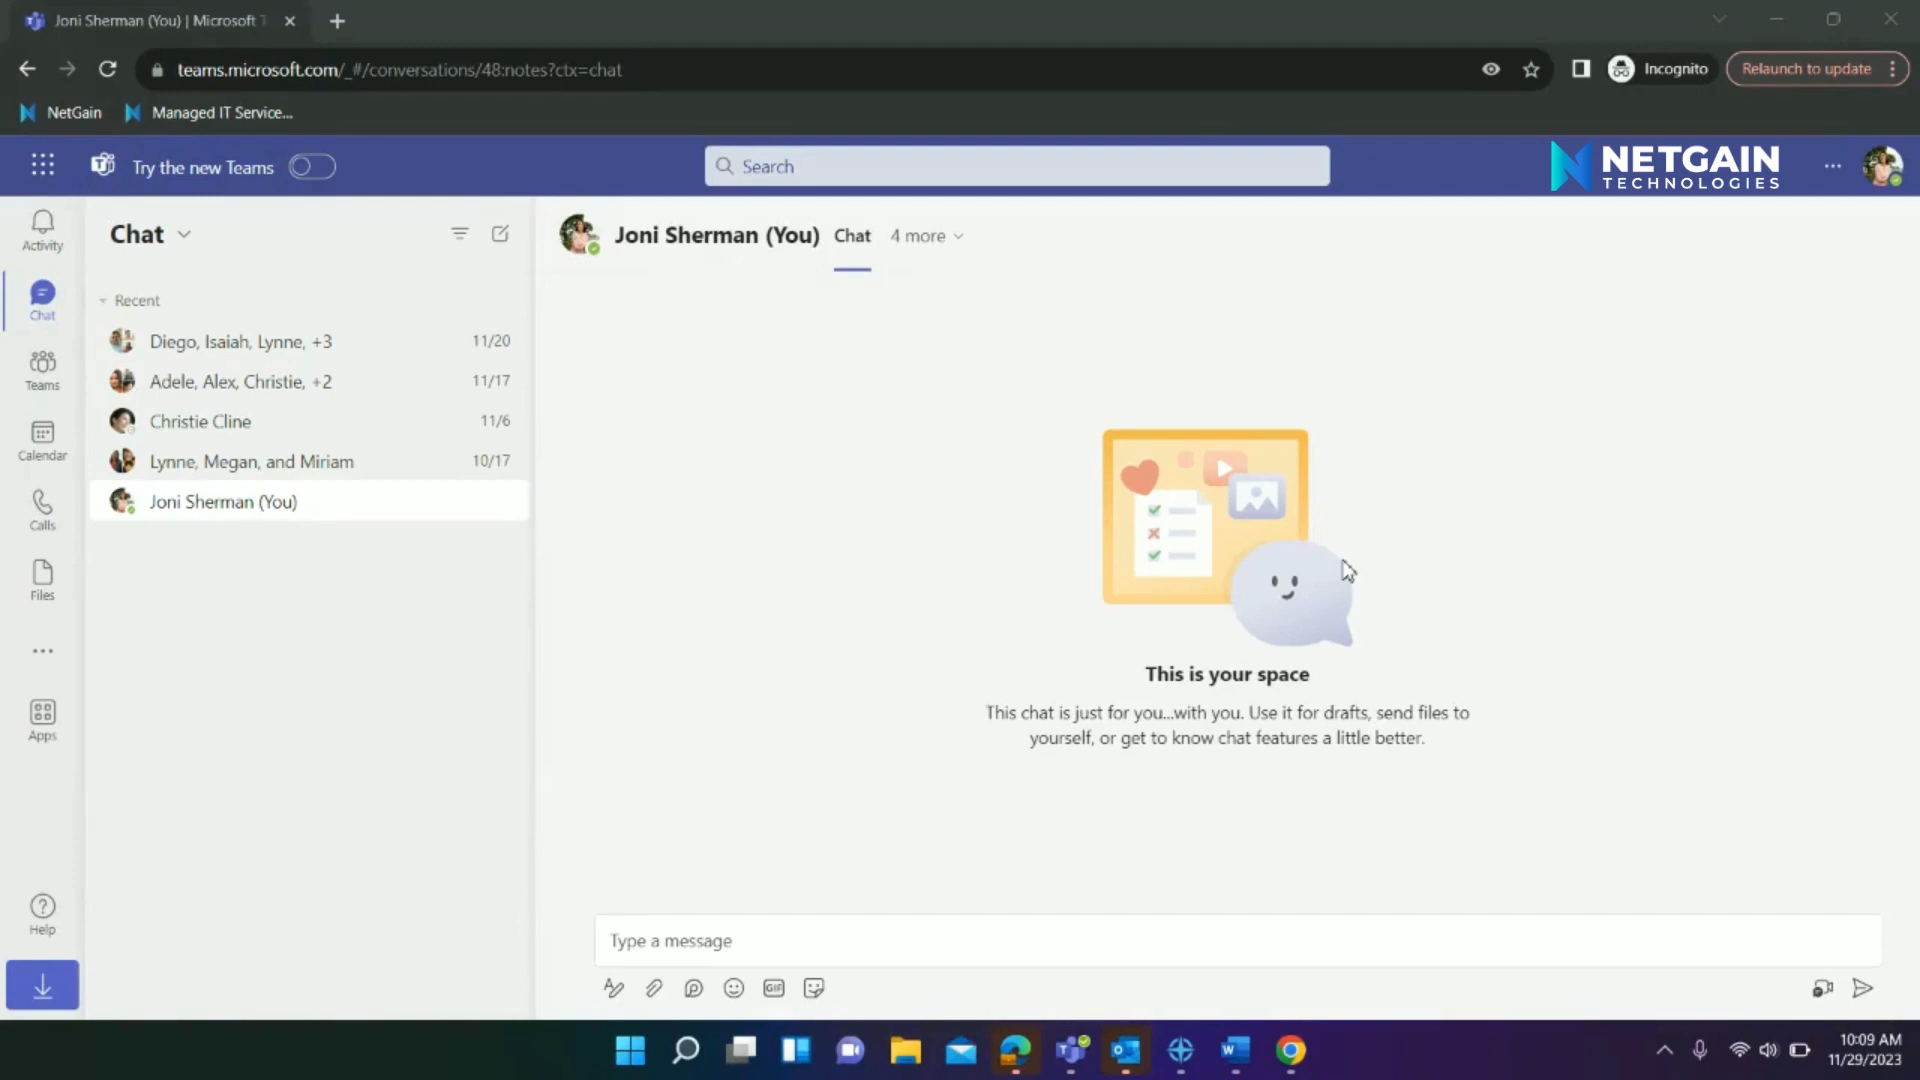 Joni Sherman (You) | Microsoft T
teams.microsoft.com/_#/conversations/48:notes?ctx=chat
Incognito
Relaunch to update
NetGain
Managed IT Service...
Try the new Teams
Search
NETGAIN
TECHNOLOGIES
Activity
Chat
Teams
Calendar
Calls
Files
Apps
Help
Chat
Recent
Diego, Isaiah, Lynne, +3 11/20
Adele, Alex, Christie, +2 11/17
Christie Cline 11/6
Lynne, Megan, and Miriam 10/17
Joni Sherman (You)
Joni Sherman (You) Chat 4 more
This is your space
This chat is just for you...with you. Use it for drafts, send files to
yourself, or get to know chat features a little better.
Type a message
GIF
10:09 AM
11/29/2023